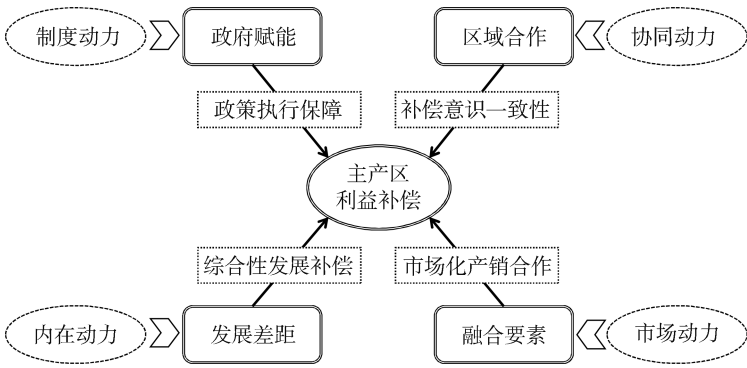 制度动力
政府赋能
区域合作
协同动力
政策执行保障
补偿意识一致性
主产区
利益补偿
综合性发展补偿
市场化产销合作
内在动力
发展差距
融合要素
市场动力